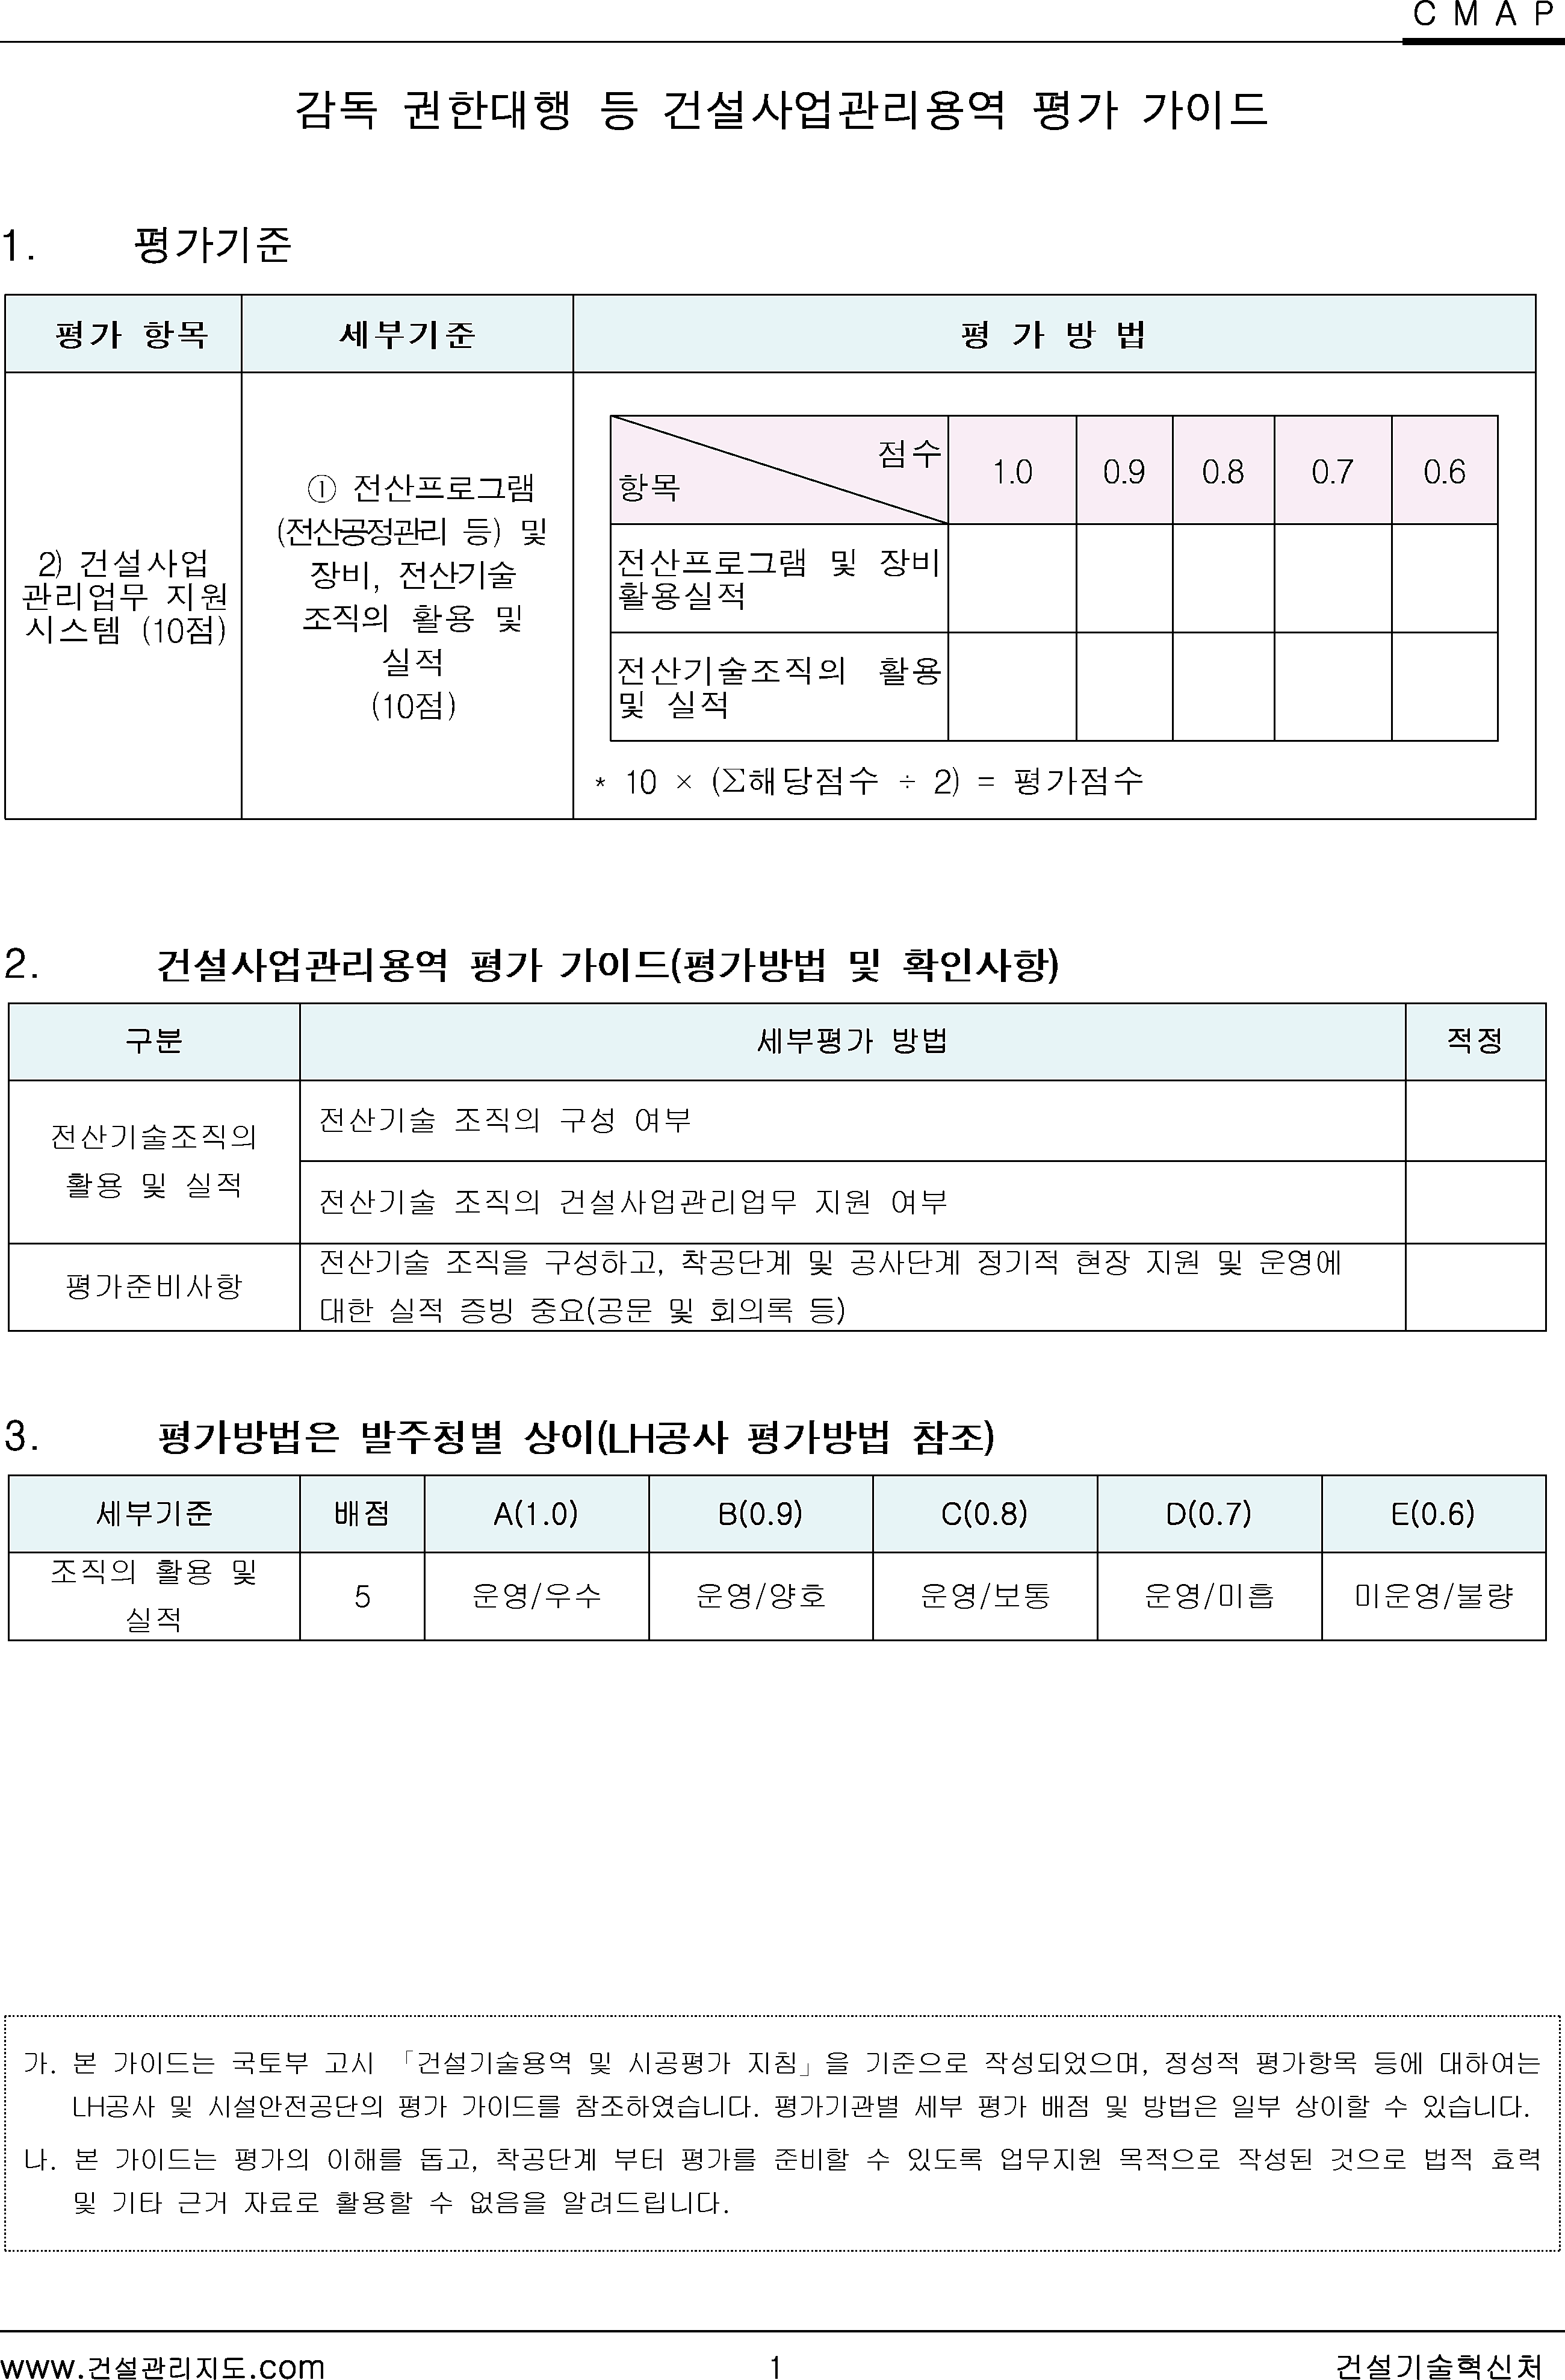 CMAP
감독 권한대행 등 건설사업관리용역 평가 가이드
1. 평가기준
평가 항목 세부기준 평 가 방 법
2) 건설사업
관리업무 지원
시스템 (10점)
① 전산프로그램
(전산공정관리 등) 및
장비, 전산기술
조직의 활용 및
실적
(10점)
점수
항목
1.0 0.9 0.8 0.7 0.6
전산프로그램 및 장비
활용실적
전산기술조직의 활용
및 실적
* 10 × (∑해당점수 ÷ 2) = 평가점수
2. 건설사업관리용역 평가 가이드(평가방법 및 확인사항)
구분 세부평가 방법 적정
전산기술조직의
활용 및 실적
전산기술 조직의 구성 여부
전산기술 조직의 건설사업관리업무 지원 여부
평가준비사항
전산기술 조직을 구성하고, 착공단계 및 공사단계 정기적 현장 지원 및 운영에
대한 실적 증빙 중요(공문 및 회의록 등)
3. 평가방법은 발주청별 상이(LH공사 평가방법 참조)
세부기준 배점 A(1.0) B(0.9) C(0.8) D(0.7) E(0.6)
조직의 활용 및
실적
5 운영/우수 운영/양호 운영/보통 운영/미흡 미운영/불량
가. 본 가이드는 국토부 고시 「건설기술용역 및 시공평가 지침」을 기준으로 작성되었으며, 정성적 평가항목 등에 대하여는
LH공사 및 시설안전공단의 평가 가이드를 참조하였습니다. 평가기관별 세부 평가 배점 및 방법은 일부 상이할 수 있습니다.
나. 본 가이드는 평가의 이해를 돕고, 착공단계 부터 평가를 준비할 수 있도록 업무지원 목적으로 작성된 것으로 법적 효력
및 기타 근거 자료로 활용할 수 없음을 알려드립니다.
www.건설관리지도.com 1 건설기술혁신처